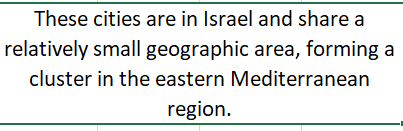 These cities are in Israel and share a
relatively small geographic area, forming a
cluster in the eastern Mediterranean
region.